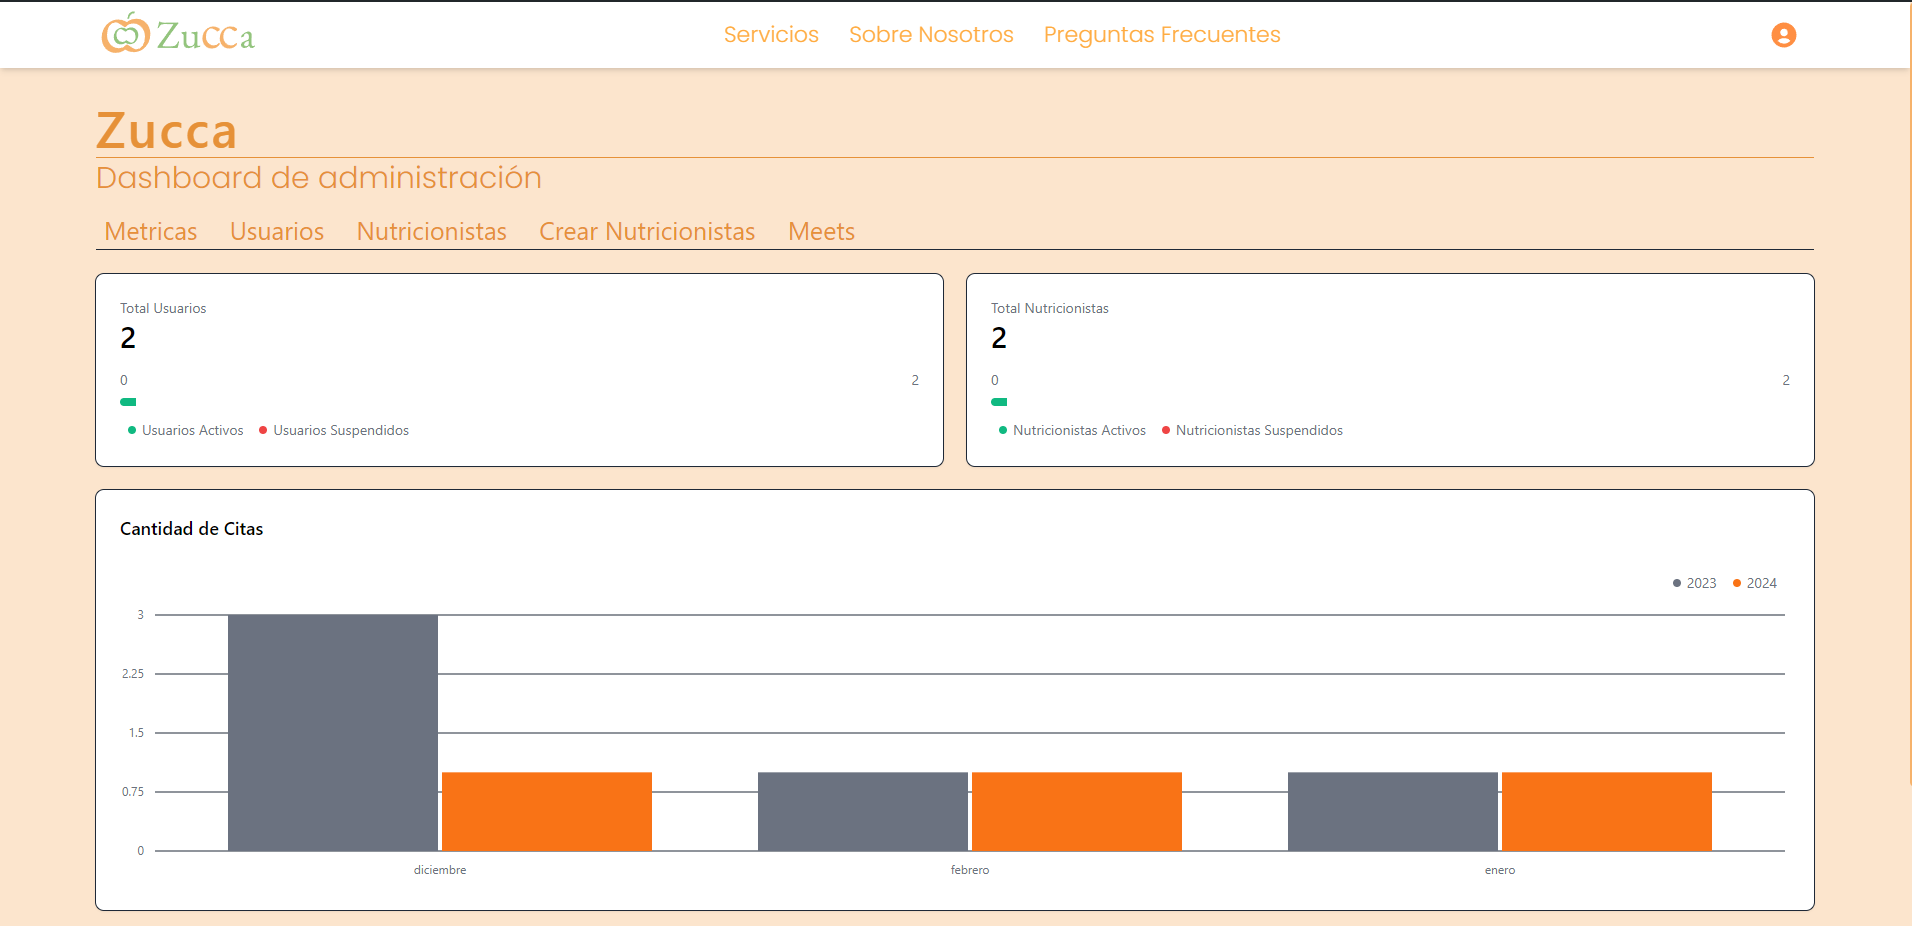 Zucca Servicios Sobre Nosotros Preguntas Frecuentes
Zucca
Dashboard de administración
Metricas Usuarios Nutricionistas Crear Nutricionistas Meets
Total Usuarios
2
0 2
Usuarios Activos Usuarios Suspendidos
Total Nutricionistas
2
0 2
Nutricionistas Activos Nutricionistas Suspendidos
Cantidad de Citas
2023 2024
3
2.25
1.5
0.75
0
diciembre febrero enero